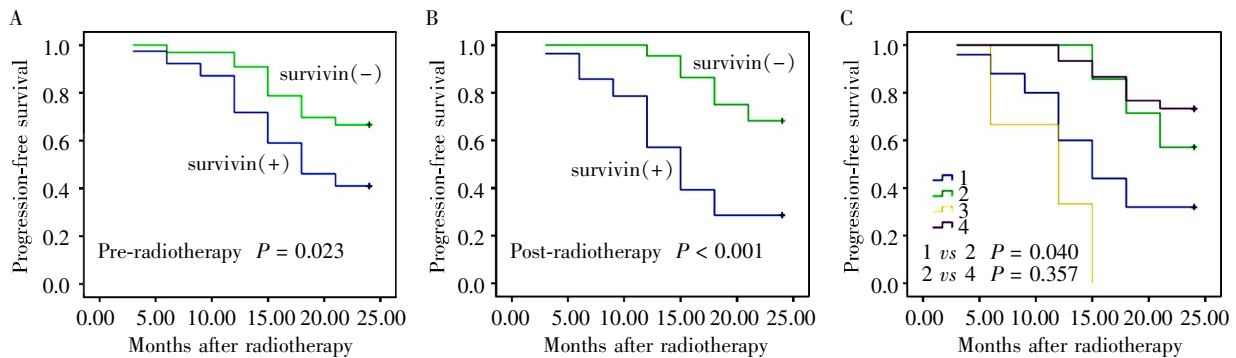 A
Progression-free survival
1.0
0.8
0.6
0.4
0.2
0.0
survivin(−)
survivin(+)
Pre-radiotherapy P = 0.023
0.00 5.00 10.00 15.00 20.00 25.00
Months after radiotherapy
B
Progression-free survival
1.0
0.8
0.6
0.4
0.2
0.0
survivin(−)
survivin(+)
Post-radiotherapy P < 0.001
0.00 5.00 10.00 15.00 20.00 25.00
Months after radiotherapy
C
Progression-free survival
1.0
0.8
0.6
0.4
0.2
0.0
1
2
3
4
1 vs 2 P = 0.040
2 vs 4 P = 0.357
0.00 5.00 10.00 15.00 20.00 25.00
Months after radiotherapy